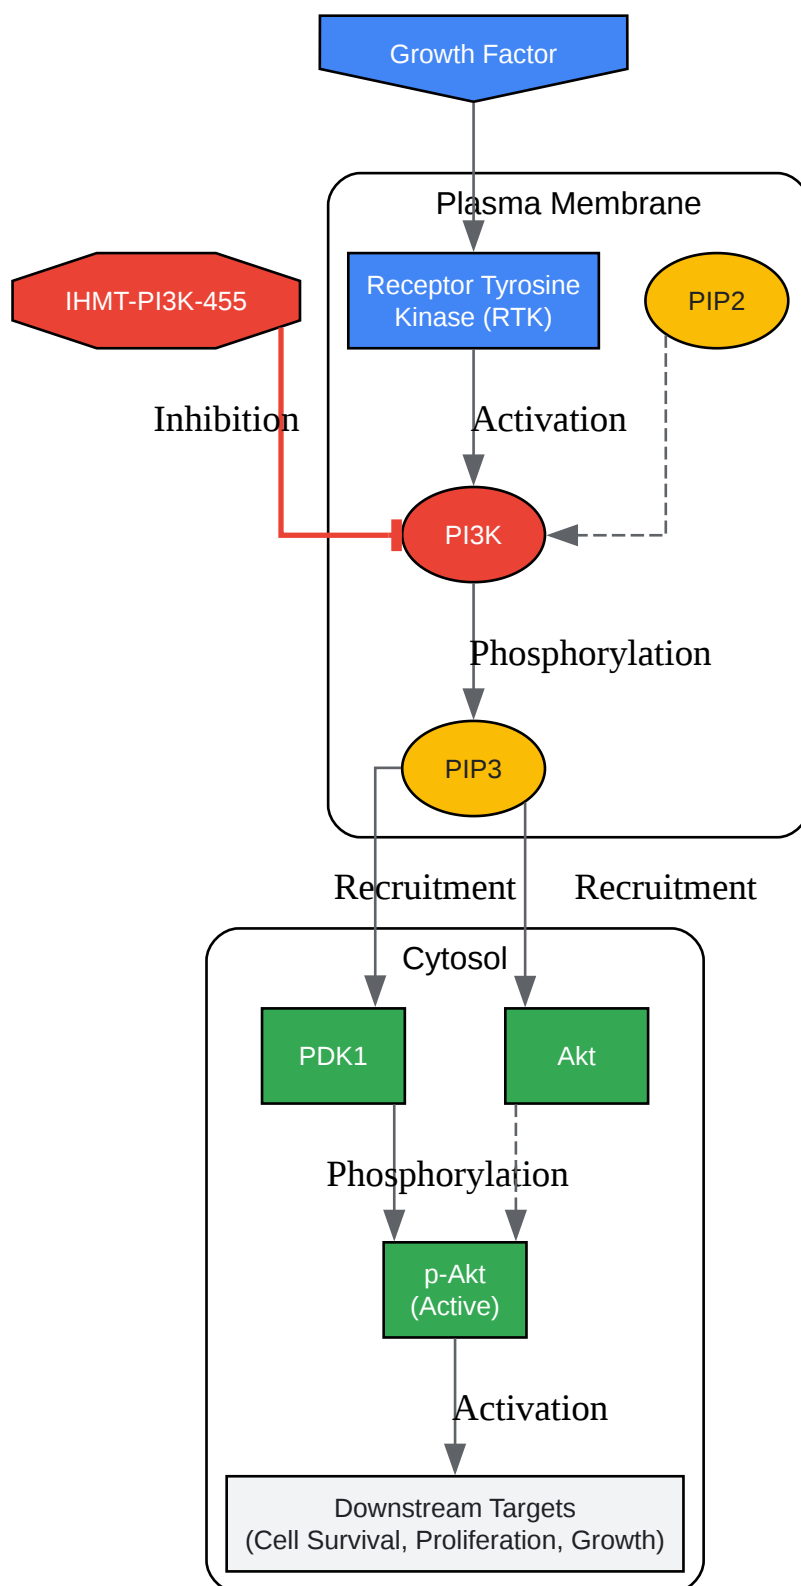 Growth Factor
Plasma Membrane
IHMT-PI3K-455
Receptor Tyrosine
Kinase (RTK)
PIP2
Inhibition
Activation
PI3K
Phosphorylation
PIP3
Recruitment
Recruitment
Cytosol
PDK1
Akt
Phosphorylation
p-Akt
(Active)
Activation
Downstream Targets
(Cell Survival, Proliferation, Growth)